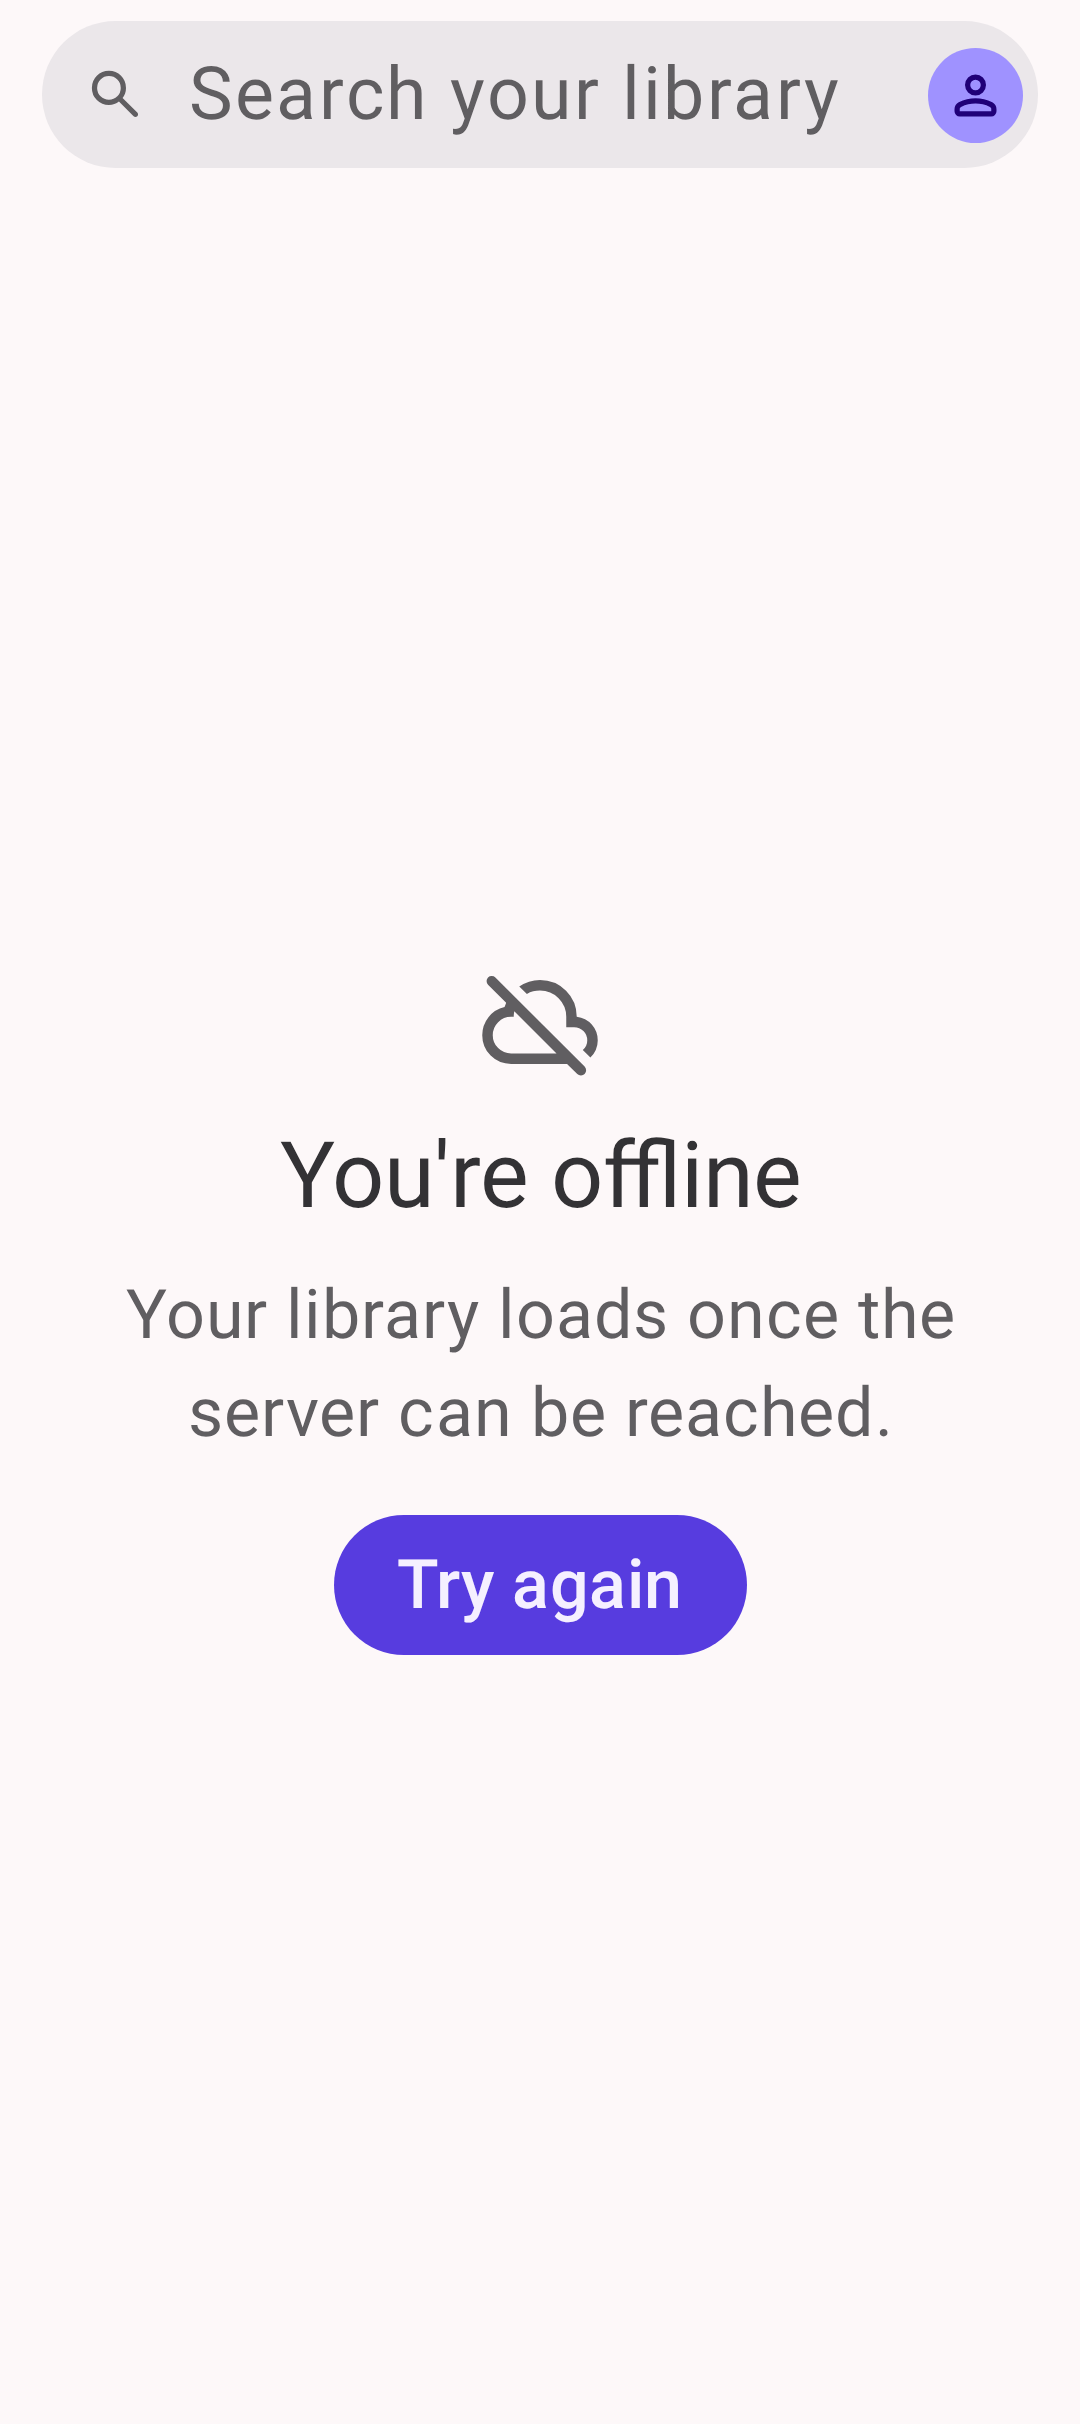 Search your library
You're offline
Your library loads once the
server can be reached.
Try again